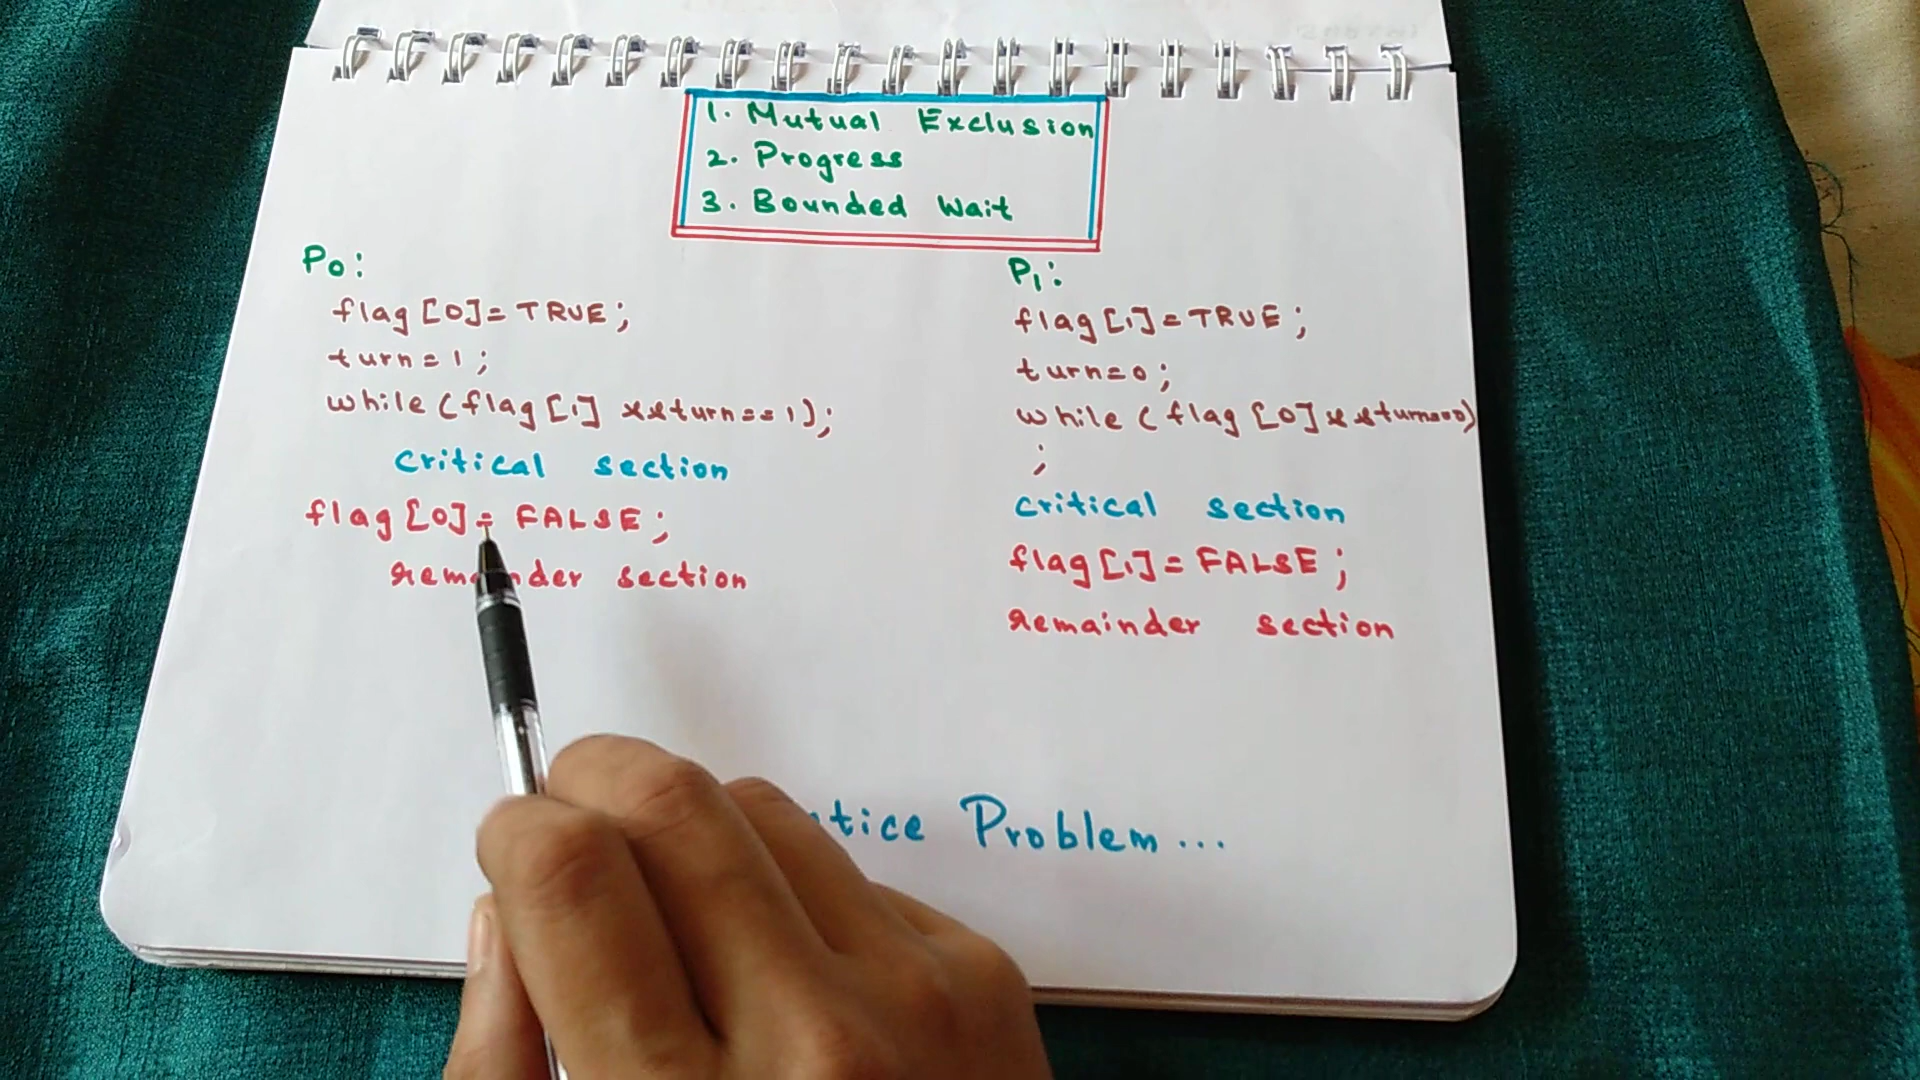 1. Mutual Exclusion
2. Progress
3. Bounded Wait
P0:
flag[0]=TRUE;
turn=1;
while(flag[1] &&turn==1);
critical section
flag[0]= FALSE;
remainder section
P1:
flag[1]=TRUE;
turn=0;
while(flag[0]&&turn==0)
;
critical section
flag[1]=FALSE;
remainder section
Problem...